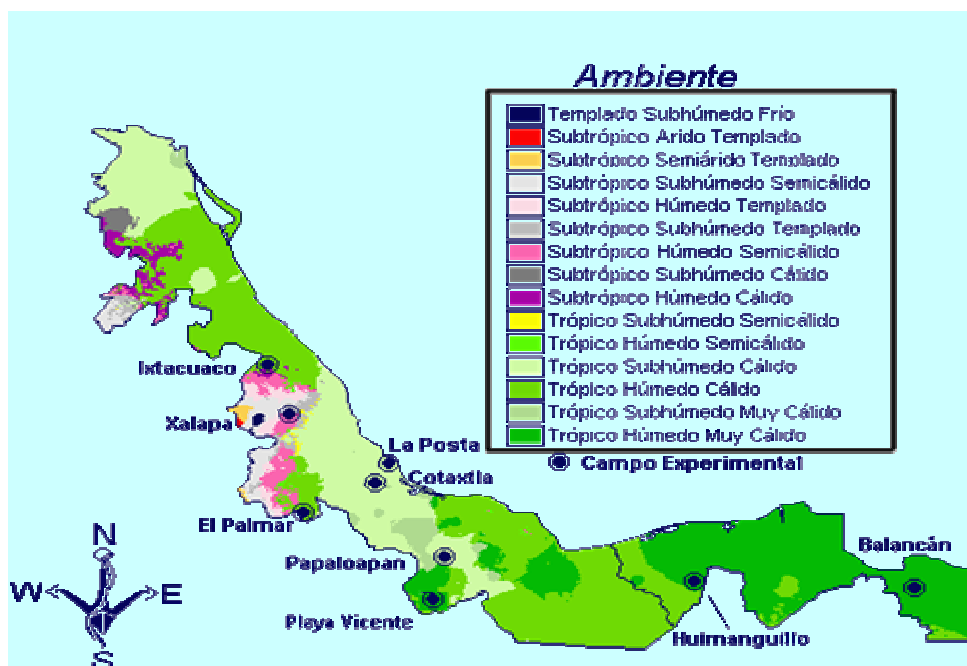 Ambiente
Templado Subhúmedo Frio
Subtrópico Arido Templado
Subtrópico Semiárido Templado
Subtrópico Subhúmedo Semicálido
Subtrópico Húmedo Templado
Subtrópico Subhúmedo Templado
Subtrópico Húmedo Semicálido
Subtrópico Subhúmedo Cálido
Subtrópico Húmedo Cálido
Trópico Subhúmedo Semicálido
Trópico Húmedo Semicálido
Trópico Subhúmedo Cálido
Trópico Húmedo Cálido
Trópico Subhúmedo Muy Cálido
Trópico Húmedo Muy Cálido
Campo Experimental
Ixtacuaco
Xalapa
La Posta
Cotaxtla
El Palmar
Papaloapan
Playa Vicente
Huimanguillo
Balancán
N
W
E
S